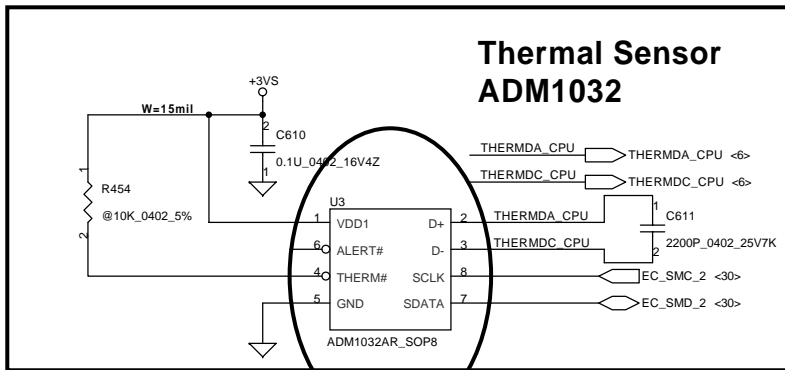 Thermal Sensor
ADM1032
+3VS
W=15mil
2
C610
0.1U_0402_16V4Z
1
1
R454
@10K_0402_5%
2
THERMDA_CPU
THERMDA_CPU <6>
THERMDC_CPU
THERMDC_CPU <6>
U3
1 VDD1 D+ 2 THERMDA_CPU
6 ALERT# D- 3 THERMDC_CPU
4 THERM# SCLK 8 EC_SMC_2 <30>
5 GND SDATA 7 EC_SMD_2 <30>
ADM1032AR_SOP8
1
C611
2200P_0402_25V7K
2